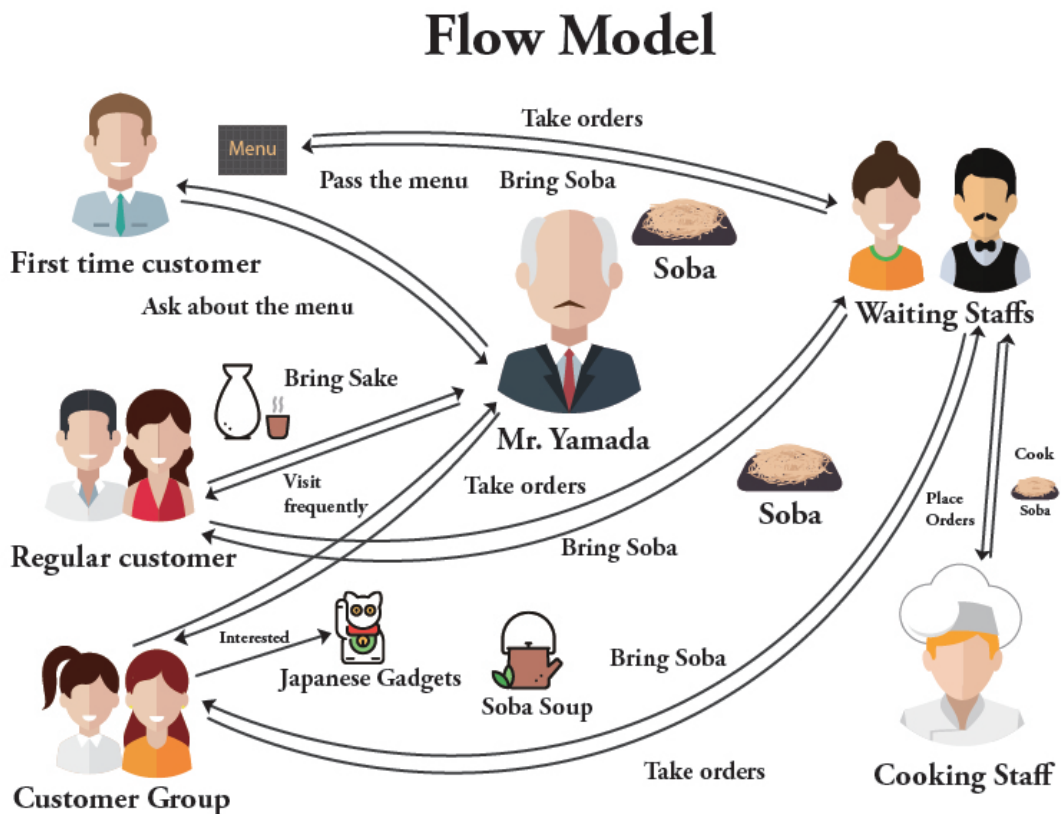 Flow Model
Take orders
Menu
Pass the menu
Bring Soba
Soba
First time customer
Ask about the menu
Waiting Staffs
Bring Sake
Mr. Yamada
Visit
frequently
Take orders
Soba
Cook
Soba
Place
Orders
Regular customer
Bring Soba
Interested
Japanese Gadgets
Soba Soup
Bring Soba
Take orders
Cooking Staff
Customer Group